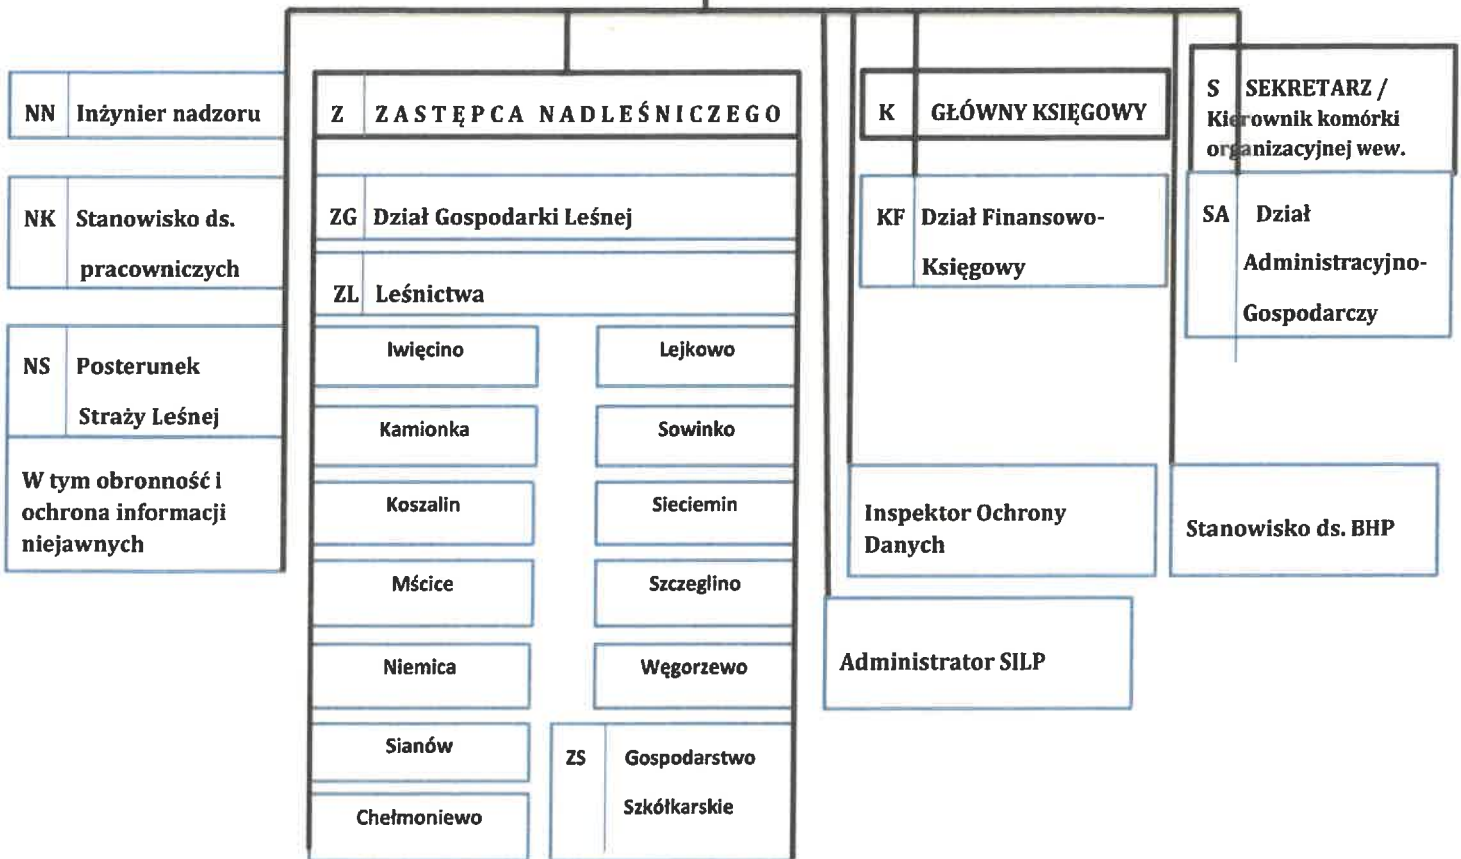 NN Inżynier nadzoru
NK Stanowisko ds.
pracowniczych
NS Posterunek
Straży Leśnej
W tym obronność i
ochrona informacji
niejawnych
Z ZASTĘPCA NADLEŚNICZEGO
ZG Dział Gospodarki Leśnej
ZL Leśnictwa
Iwięcino
Lejkowo
Kamionka
Sowinko
Koszalin
Sieciemin
Mścice
Szczeglino
Niemica
Węgorzewo
Sianów
Chełmoniewo
ZS Gospodarstwo
Szkółkarskie
K GŁÓWNY KSIĘGOWY
KF Dział Finansowo-
Księgowy
S SEKRETARZ /
Kierownik komórki
organizacyjnej wew.
SA Dział
Administracyjno-
Gospodarczy
Inspektor Ochrony
Danych
Stanowisko ds. BHP
Administrator SILP